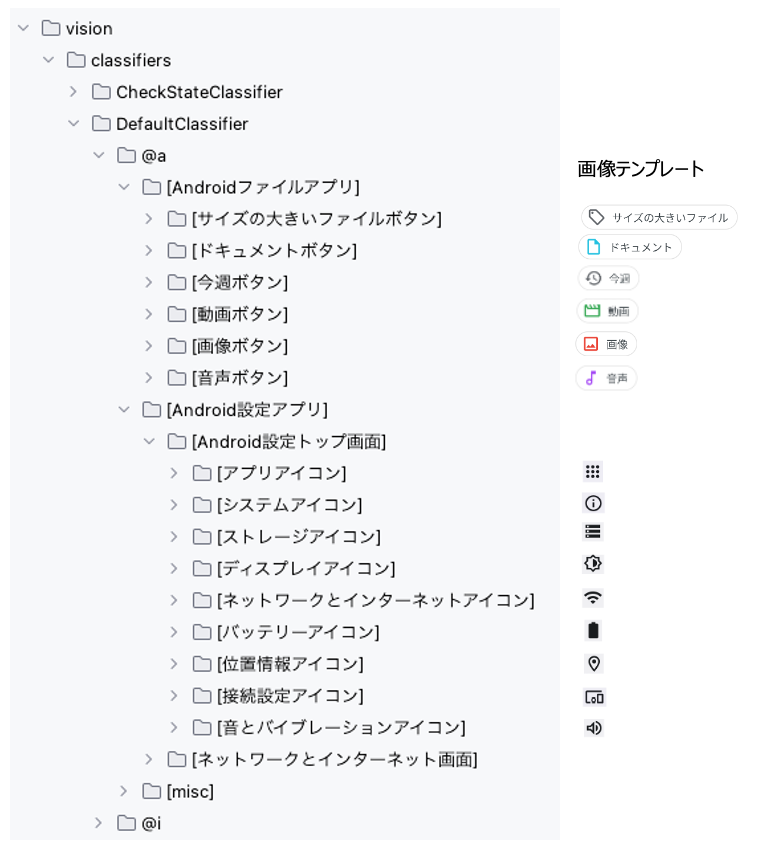 vision
classifiers
CheckStateClassifier
DefaultClassifier
@a
画像テンプレート
[Androidファイルアプリ]
[サイズの大きいファイルボタン]
サイズの大きいファイル
[ドキュメントボタン]
ドキュメント
[今週ボタン]
今週
[動画ボタン]
動画
[画像ボタン]
画像
[音声ボタン]
音声
[Android設定アプリ]
[Android設定トップ画面]
[アプリアイコン]
[システムアイコン]
[ストレージアイコン]
[ディスプレイアイコン]
[ネットワークとインターネットアイコン]
[バッテリーアイコン]
[位置情報アイコン]
[接続設定アイコン]
[音とバイブレーションアイコン]
[ネットワークとインターネット画面]
[misc]
@i